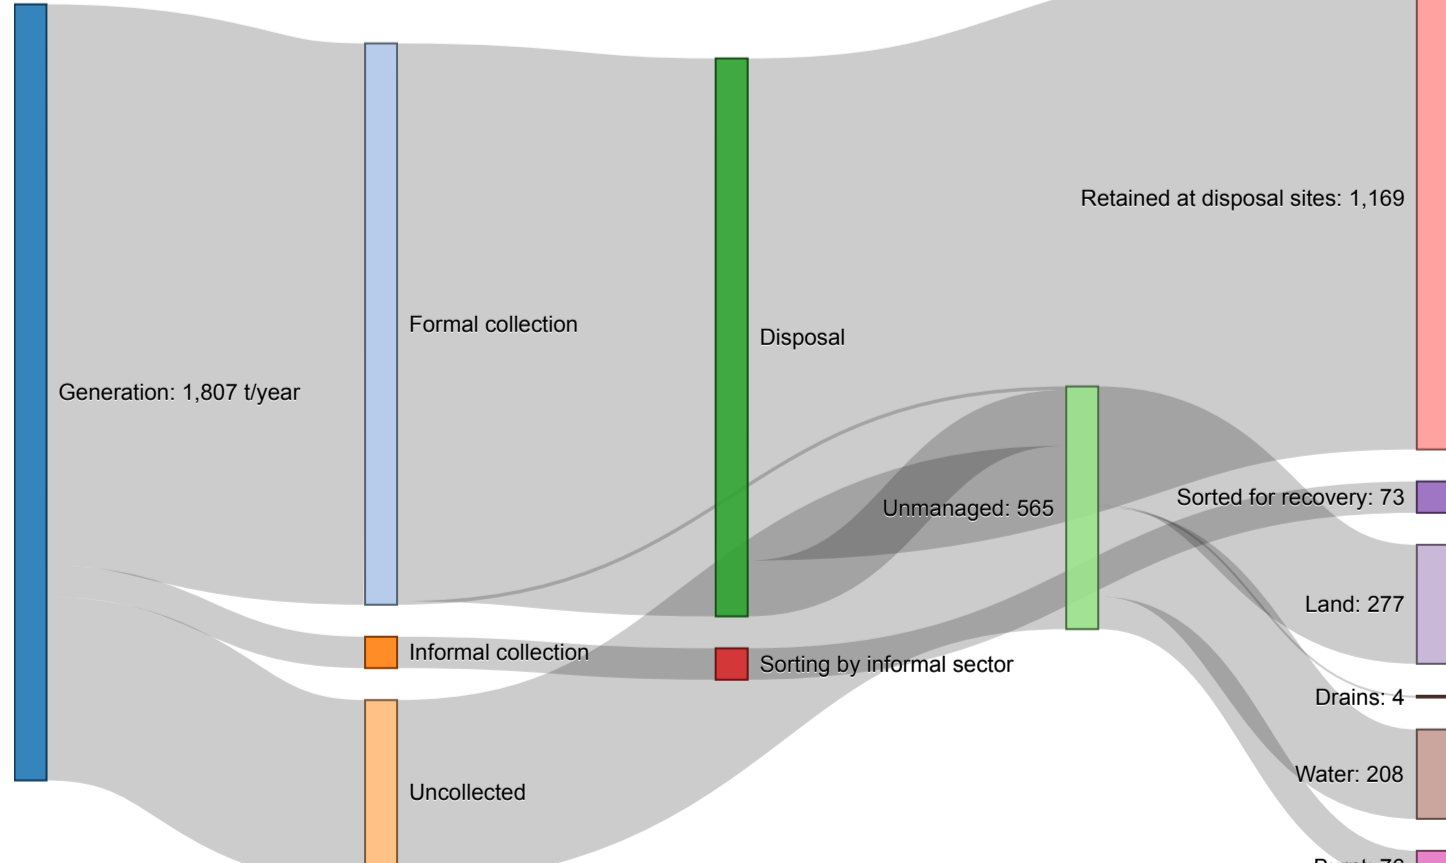 Retained at disposal sites: 1,169
Formal collection
Disposal
Generation: 1,807 t/year
Sorted for recovery: 73
Unmanaged: 565
Land: 277
Informal collection
Sorting by informal sector
Drains: 4
Water: 208
Uncollected